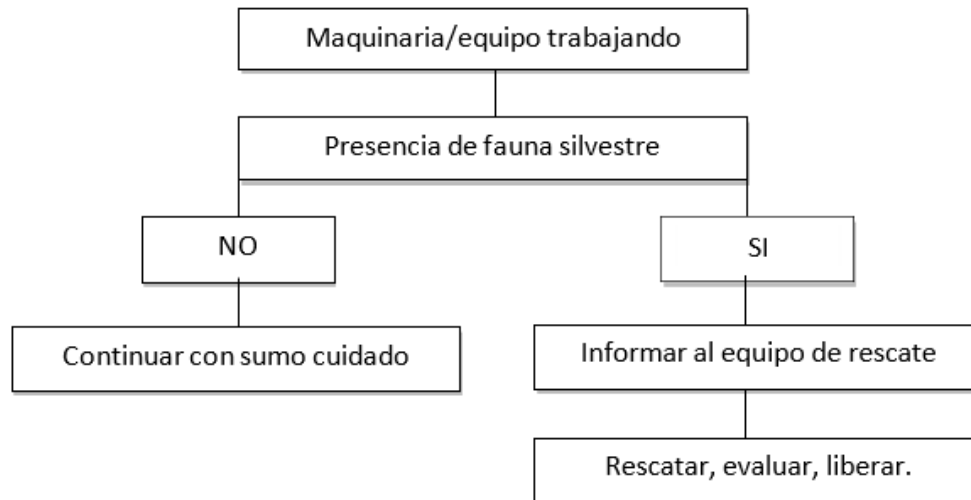 Maquinaria/equipo trabajando
Presencia de fauna silvestre
NO
SI
Continuar con sumo cuidado
Informar al equipo de rescate
Rescatar, evaluar, liberar.